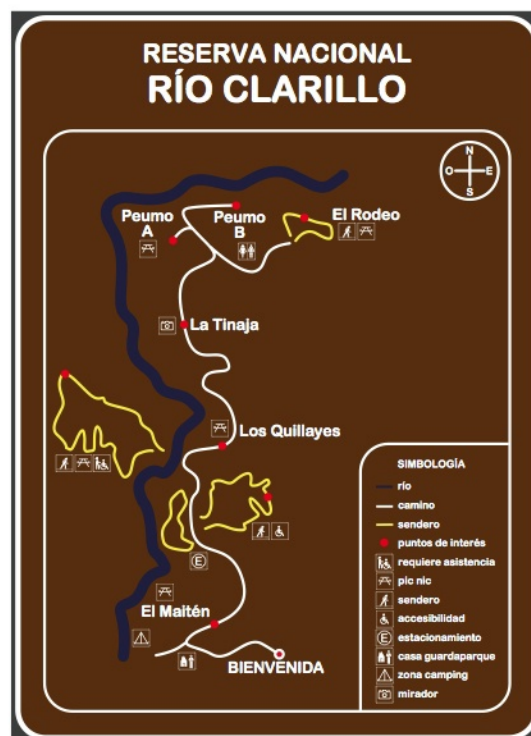 RESERVA NACIONAL
RÍO CLARILLO
N
O E
S
Peumo
A
Peumo
B
El Rodeo
La Tinaja
Los Quillayes
E
El Maitén
BIENVENIDA
SIMBOLOGÍA
río
camino
sendero
puntos de interés
requiere asistencia
pic nic
sendero
accesibilidad
E estacionamiento
casa guardaparque
zona camping
mirador